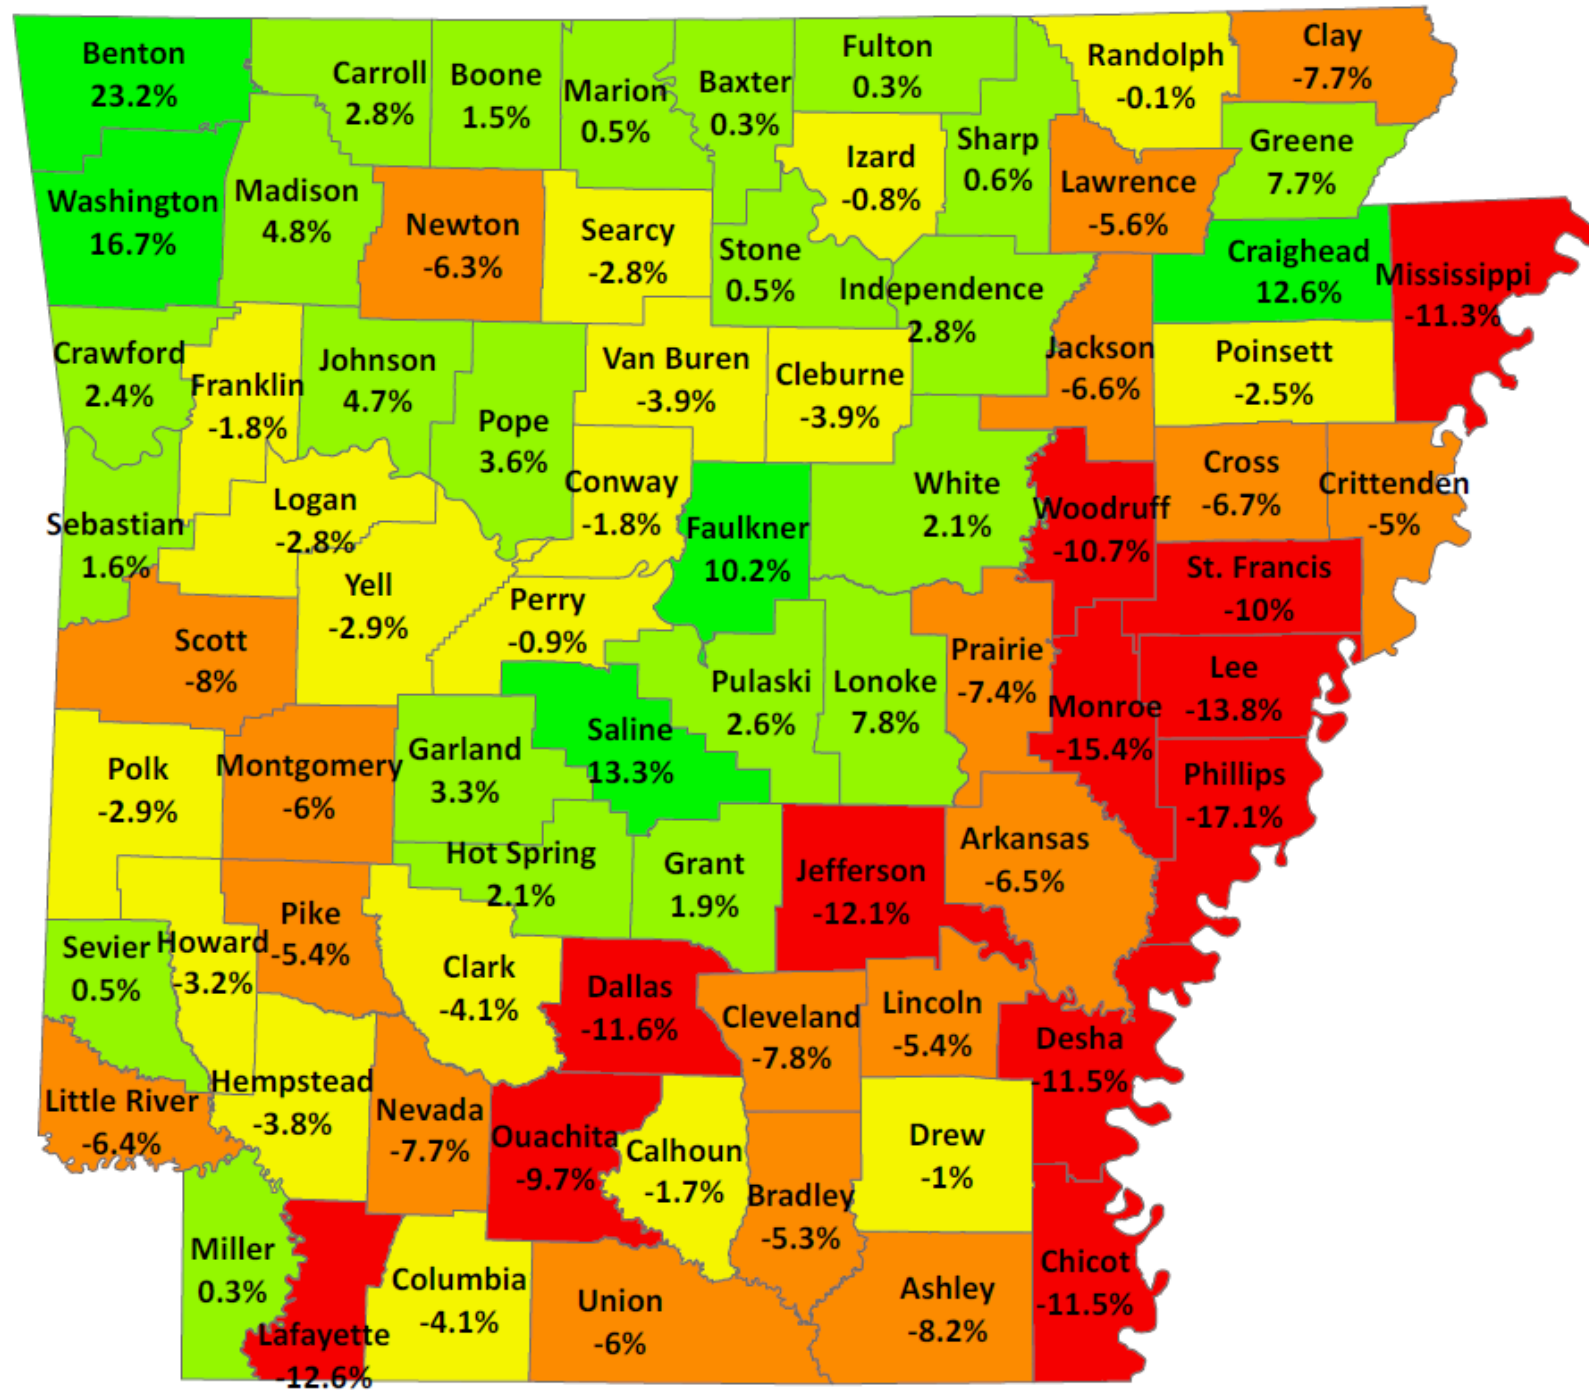 Benton
23.2%
Carroll
2.8%
Boone
1.5%
Marion
0.5%
Baxter
0.3%
Fulton
0.3%
Sharp
0.6%
Randolph
-0.1%
Clay
-7.7%
Greene
7.7%
Izard
-0.8%
Lawrence
-5.6%
Washington
16.7%
Madison
4.8%
Newton
-6.3%
Searcy
-2.8%
Stone
0.5%
Independence
2.8%
Craighead
12.6%
Mississippi
-11.3%
Crawford
2.4%
Franklin
-1.8%
Johnson
4.7%
Pope
3.6%
Van Buren
-3.9%
Cleburne
-3.9%
Jackson
-6.6%
Poinsett
-2.5%
Sebastian
1.6%
Logan
-2.8%
Conway
-1.8%
Faulkner
10.2%
White
2.1%
Woodruff
-10.7%
Cross
-6.7%
Crittenden
-5%
St. Francis
-10%
Scott
-8%
Yell
-2.9%
Perry
-0.9%
Pulaski
2.6%
Lonoke
7.8%
Prairie
-7.4%
Monroe
-15.4%
Lee
-13.8%
Phillips
-17.1%
Polk
-2.9%
Montgomery
-6%
Garland
3.3%
Saline
13.3%
Hot Spring
2.1%
Grant
1.9%
Jefferson
-12.1%
Arkansas
-6.5%
Sevier
0.5%
Howard
-3.2%
Pike
-5.4%
Clark
-4.1%
Dallas
-11.6%
Cleveland
-7.8%
Lincoln
-5.4%
Desha
-11.5%
Little River
-6.4%
Hempstead
-3.8%
Nevada
-7.7%
Ouachita
-9.7%
Calhoun
-1.7%
Bradley
-5.3%
Drew
-1%
Miller
0.3%
Lafayette
-12.6%
Columbia
-4.1%
Union
-6%
Ashley
-8.2%
Chicot
-11.5%